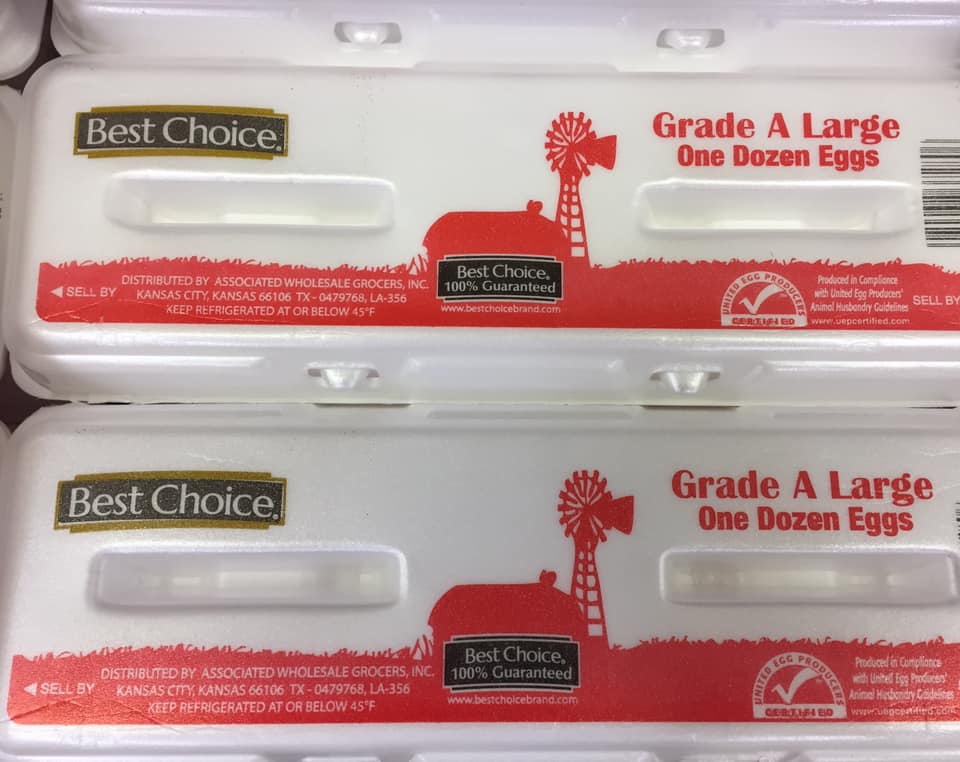 Best Choice®
Grade A Large
One Dozen Eggs
SELL BY
DISTRIBUTED BY ASSOCIATED WHOLESALE GROCERS, INC.
KANSAS CITY, KANSAS 66106 TX - 0479768, LA-356
KEEP REFRIGERATED AT OR BELOW 45°F
Best Choice®
100% Guaranteed
www.bestchoicebrand.com
UNITED EGG PRODUCERS
CERTIFIED
Produced in Compliance
with United Egg Producers'
Animal Husbandry Guidelines
www.uepcertified.com
SELL BY
Best Choice®
Grade A Large
One Dozen Eggs
SELL BY
DISTRIBUTED BY ASSOCIATED WHOLESALE GROCERS, INC.
KANSAS CITY, KANSAS 66106 TX - 0479768, LA-356
KEEP REFRIGERATED AT OR BELOW 45°F
Best Choice®
100% Guaranteed
www.bestchoicebrand.com
UNITED EGG PRODUCERS
CERTIFIED
Produced in Compliance
with United Egg Producers'
Animal Husbandry Guidelines
www.uepcertified.com